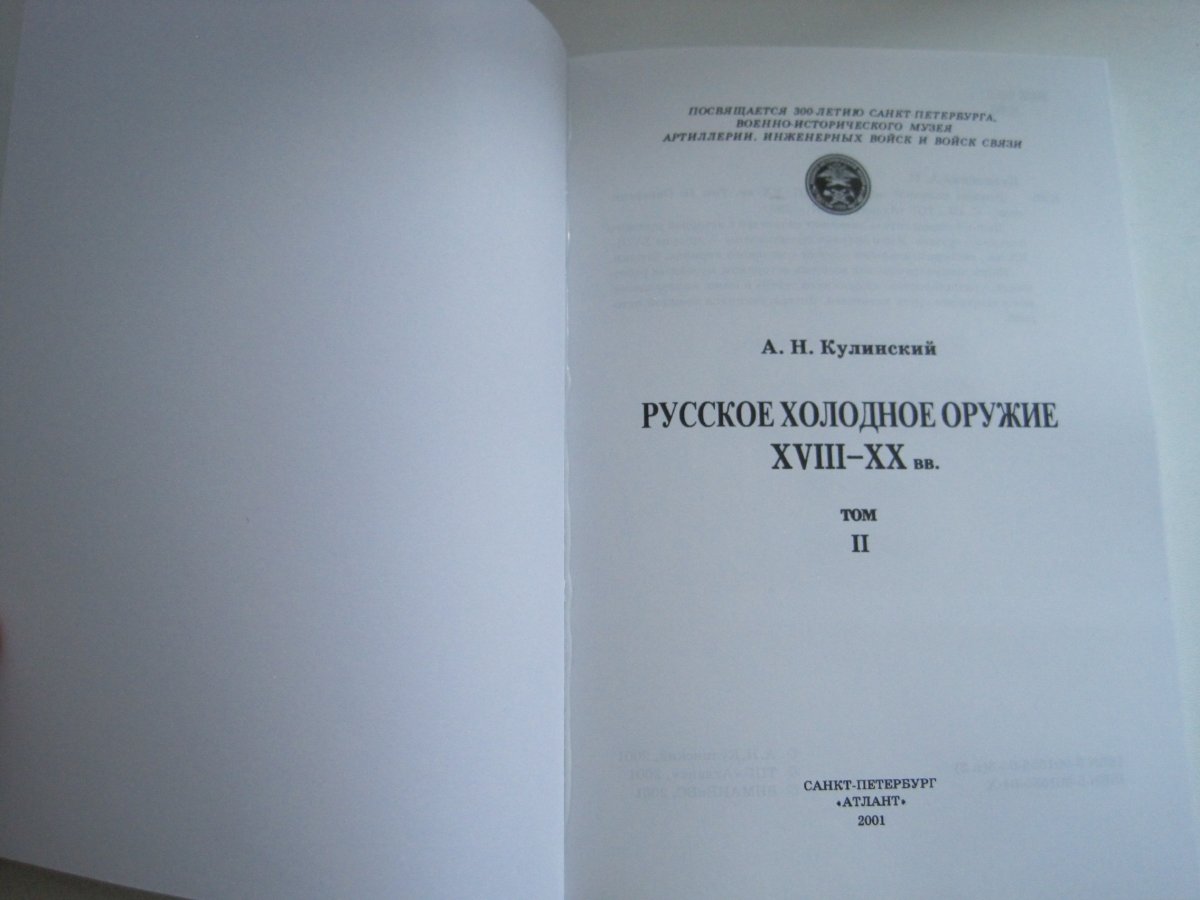 ПОСВЯЩАЕТСЯ 300-ЛЕТИЮ САНКТ-ПЕТЕРБУРГА,
ВОЕННО-ИСТОРИЧЕСКОГО МУЗЕЯ
АРТИЛЛЕРИИ, ИНЖЕНЕРНЫХ ВОЙСК И ВОЙСК СВЯЗИ
А. Н. Кулинский
РУССКОЕ ХОЛОДНОЕ ОРУЖИЕ
XVIII–XX вв.
ТОМ
II
САНКТ-ПЕТЕРБУРГ
«АТЛАНТ»
2001